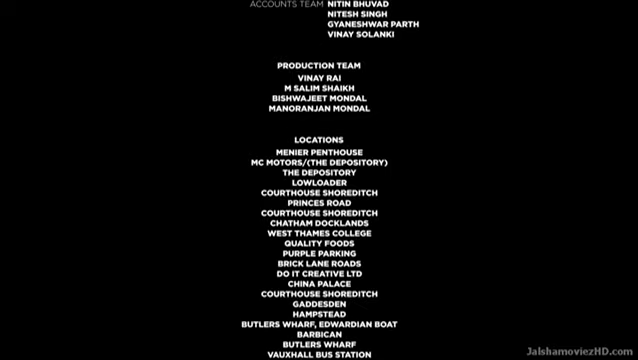 ACCOUNTS TEAM NITIN BHUVAD
NITESH SINGH
GYANESHWAR PARTH
VINAY SOLANKI
PRODUCTION TEAM
VINAY RAI
M SALIM SHAIKH
BISHWAJEET MONDAL
MANORANJAN MONDAL
LOCATIONS
MENIER PENTHOUSE
MC MOTORS/(THE DEPOSITORY)
THE DEPOSITORY
LOWLOADER
COURTHOUSE SHOREDITCH
PRINCES ROAD
COURTHOUSE SHOREDITCH
CHATHAM DOCKLANDS
WEST THAMES COLLEGE
QUALITY FOODS
PURPLE PARKING
BRICK LANE ROADS
DO IT CREATIVE LTD
CHINA PALACE
COURTHOUSE SHOREDITCH
GADDESDEN
HAMPSTEAD
BUTLERS WHARF, EDWARDIAN BOAT
BARBICAN
BUTLERS WHARF
VAUXHALL BUS STATION
JalshamoviezHD.com